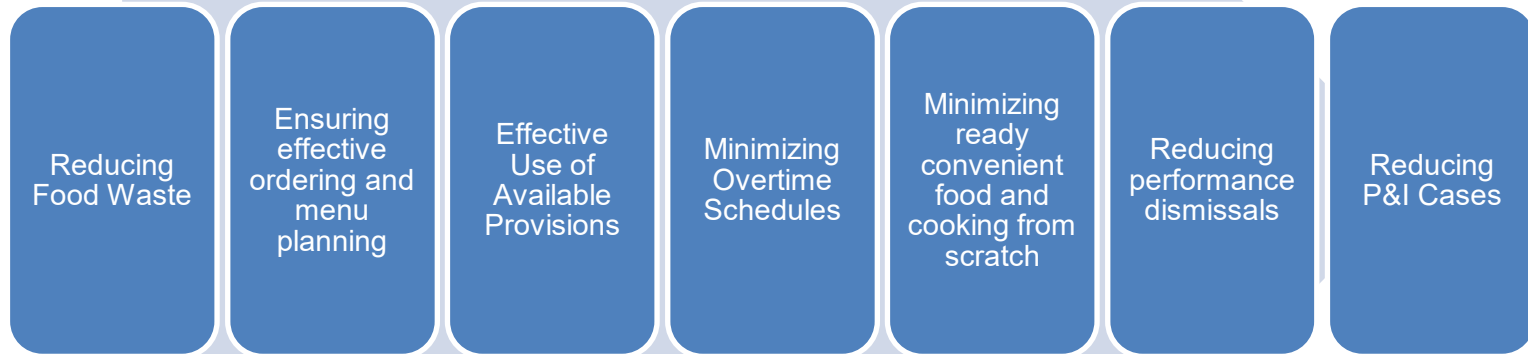 Reducing
Food Waste
Ensuring
effective
ordering and
menu
planning
Effective
Use of
Available
Provisions
Minimizing
Overtime
Schedules
Minimizing
ready
convenient
food and
cooking from
scratch
Reducing
performance
dismissals
Reducing
P&I Cases